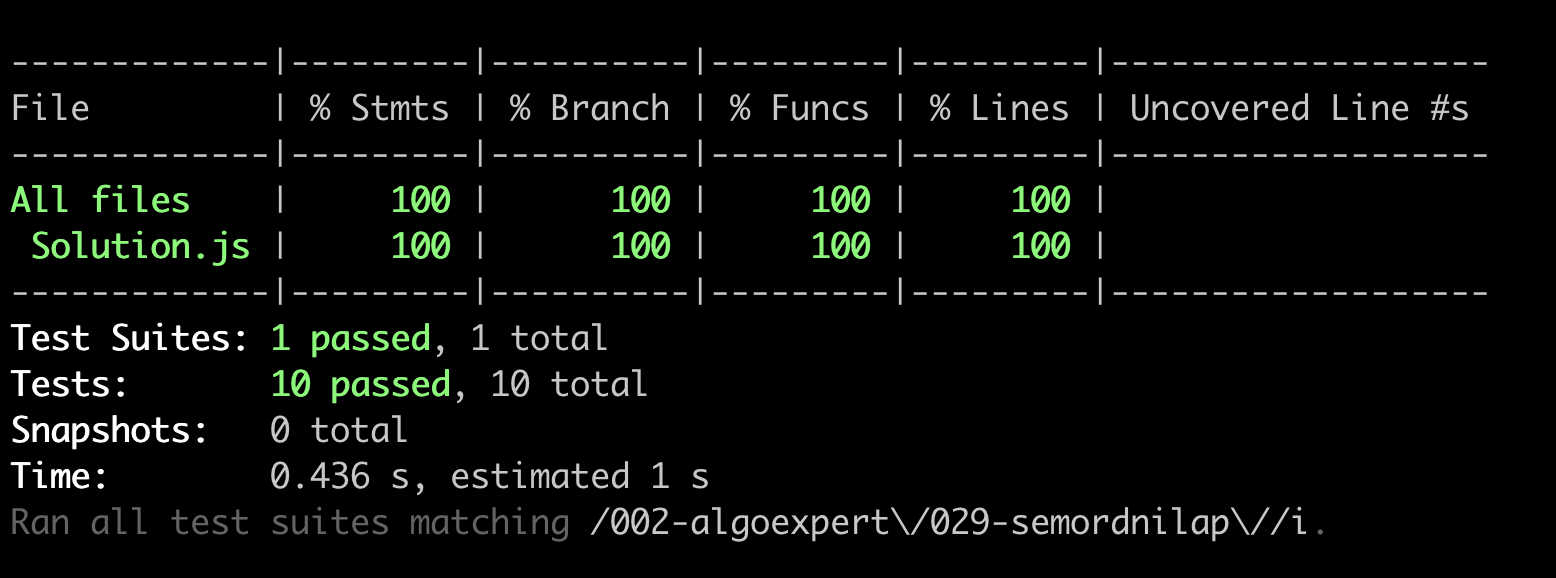 -------------|---------|----------|---------|---------|-------------------
File         | % Stmts | % Branch | % Funcs | % Lines | Uncovered Line #s
-------------|---------|----------|---------|---------|-------------------
All files    |     100 |      100 |     100 |     100 |
 Solution.js |     100 |      100 |     100 |     100 |
-------------|---------|----------|---------|---------|-------------------
Test Suites: 1 passed, 1 total
Tests:       10 passed, 10 total
Snapshots:   0 total
Time:        0.436 s, estimated 1 s
Ran all test suites matching /002-algoexpert\/029-semordnilap\//i.